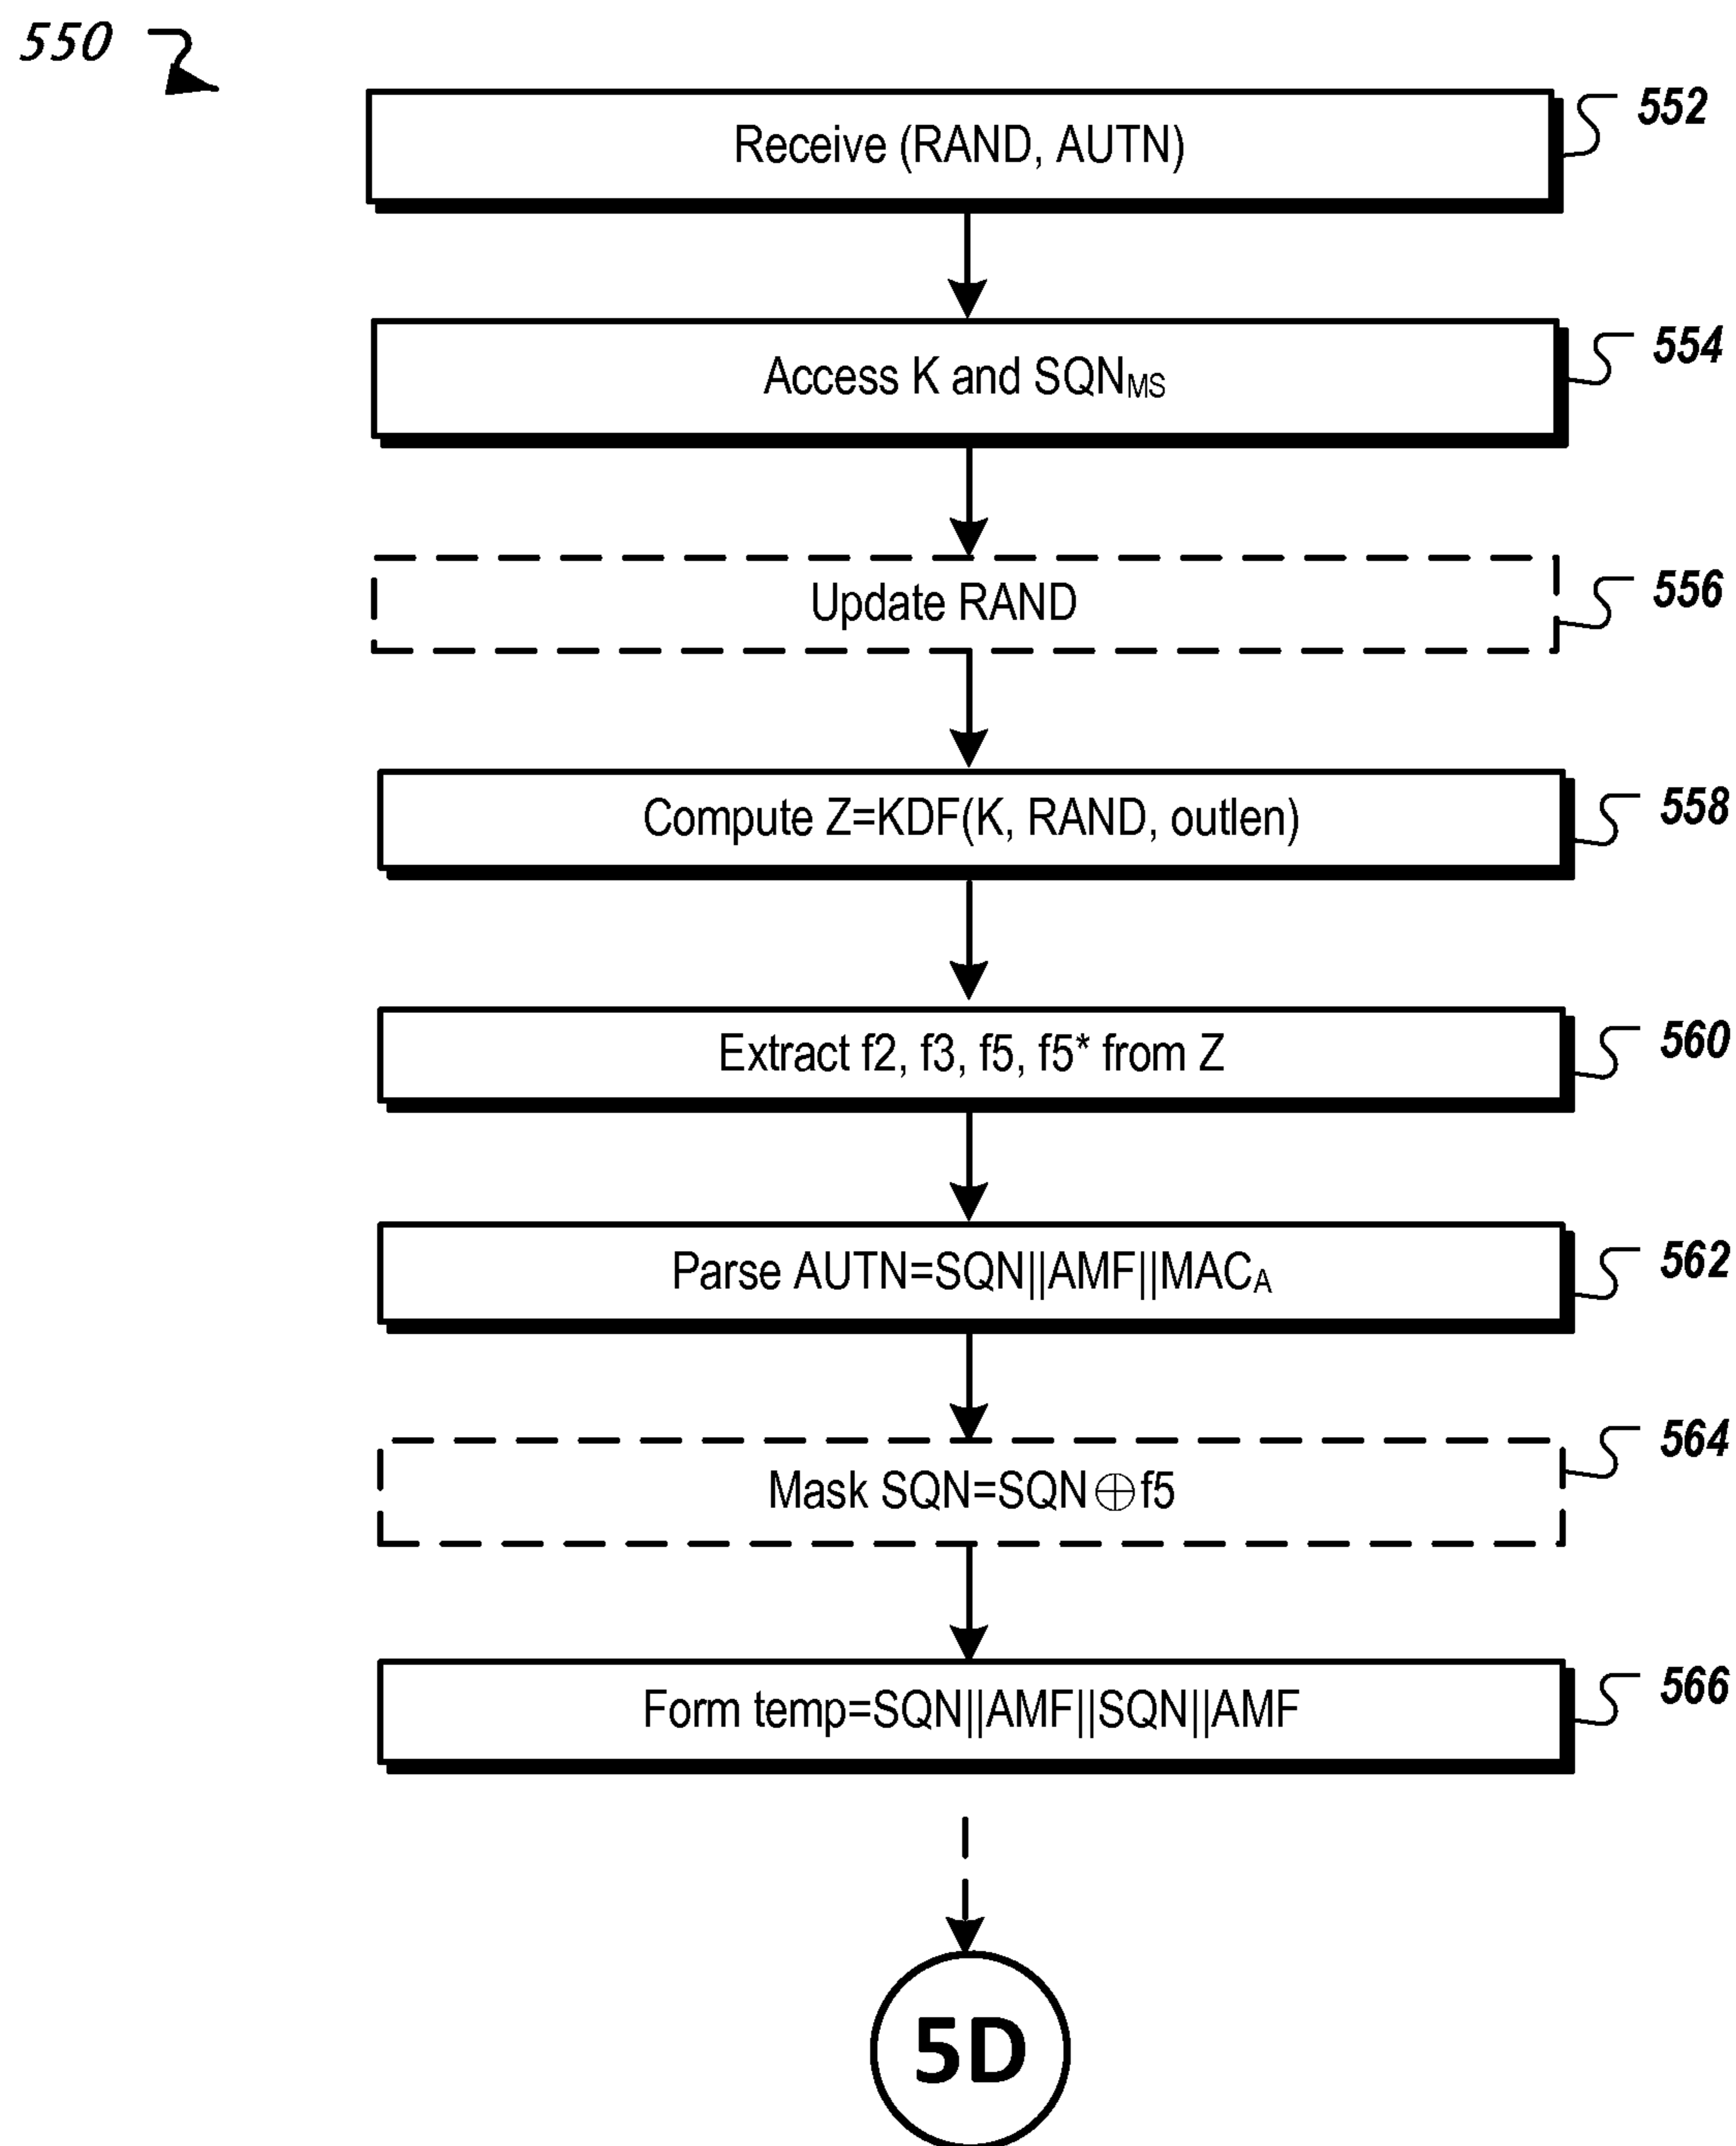 550
Receive (RAND, AUTN)
552
Access K and SQN_MS
554
Update RAND
556
Compute Z=KDF(K, RAND, outlen)
558
Extract f2, f3, f5, f5* from Z
560
Parse AUTN=SQN||AMF||MAC_A
562
Mask SQN=SQN⊕f5
564
Form temp=SQN||AMF||SQN||AMF
566
5D